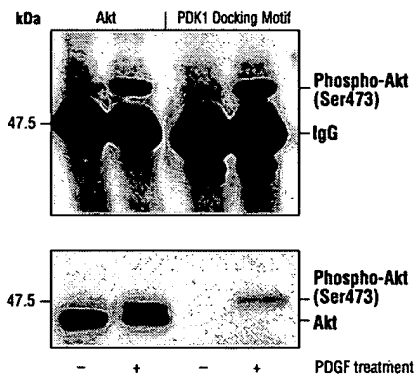 kDa
Akt
PDK1 Docking Motif
Phospho-Akt
(Ser473)
47.5
IgG
Phospho-Akt
(Ser473)
47.5
Akt
– + – + PDGF treatment